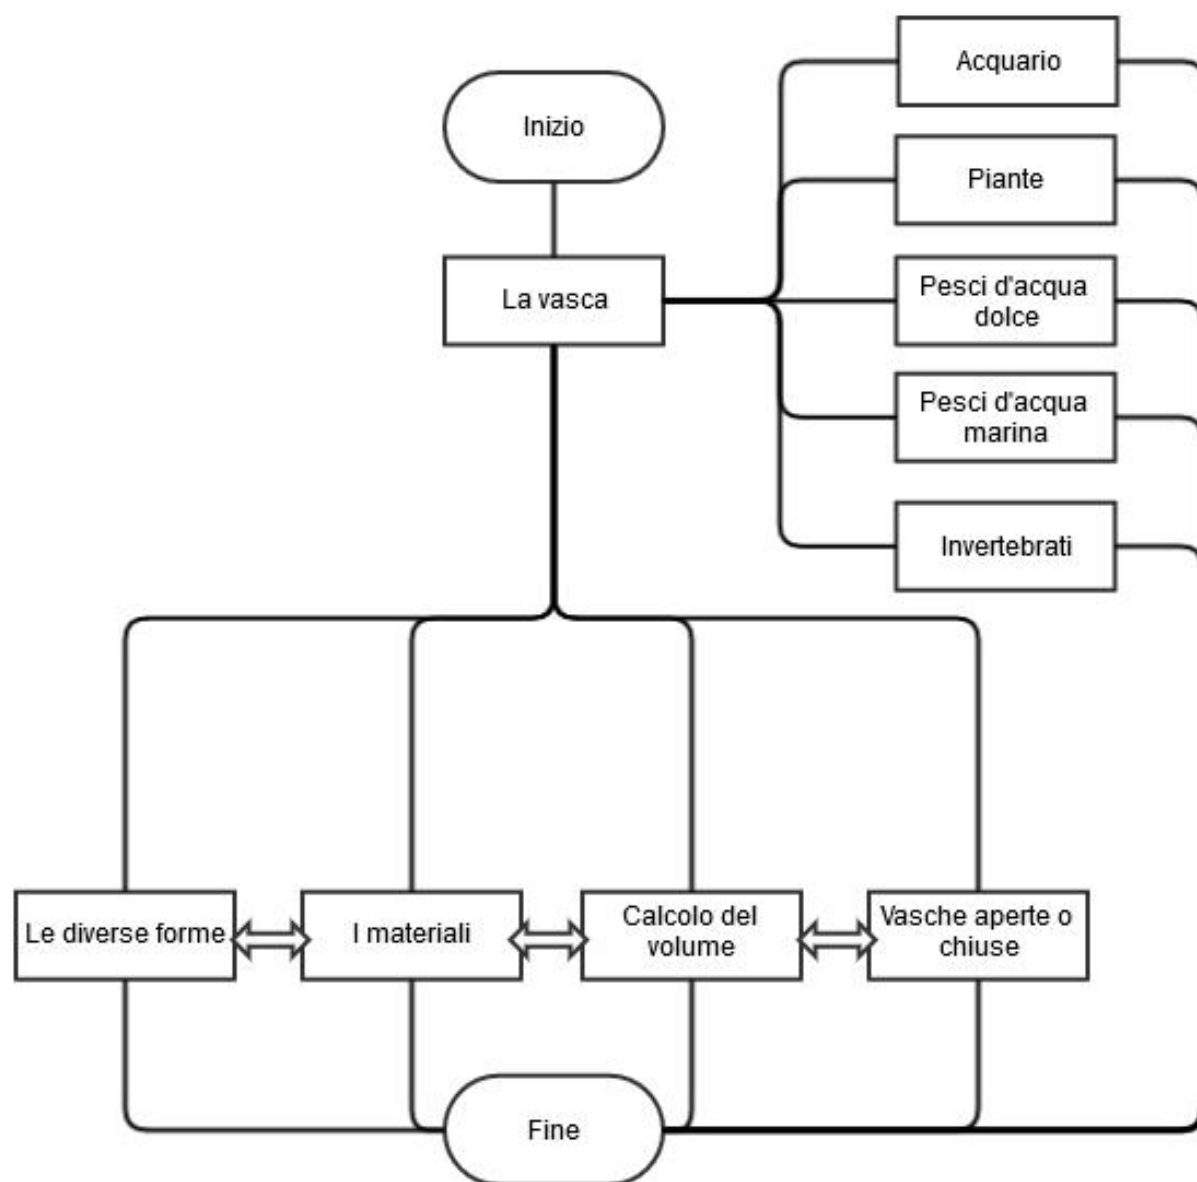 Inizio
La vasca
Acquario
Piante
Pesci d'acqua
dolce
Pesci d'acqua
marina
Invertebrati
Le diverse forme
I materiali
Calcolo del
volume
Vasche aperte o
chiuse
Fine